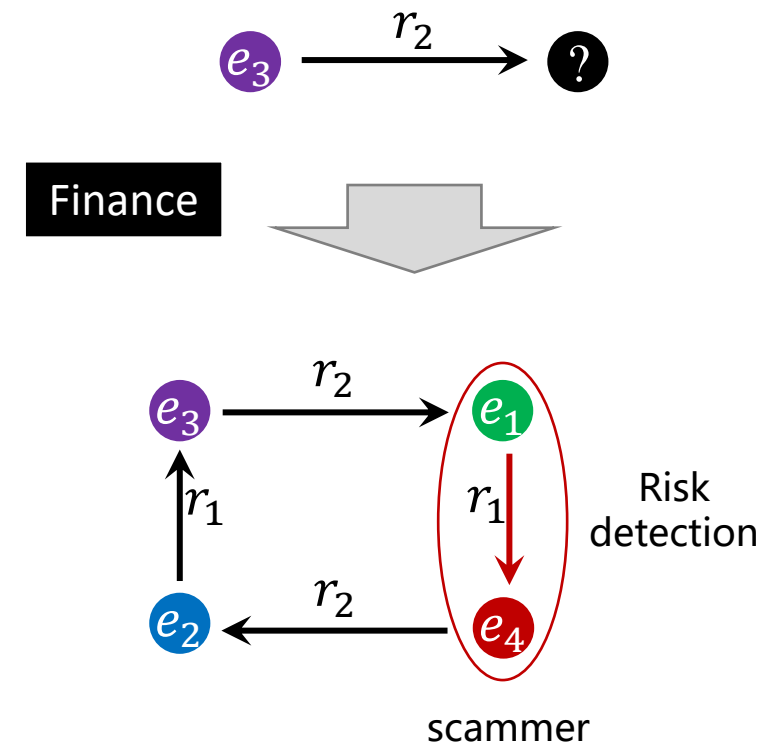 r₂
e₃ ?
Finance
r₂
e₃ e₁
r₁ r₁
Risk
detection
r₂
e₂ e₄
scammer